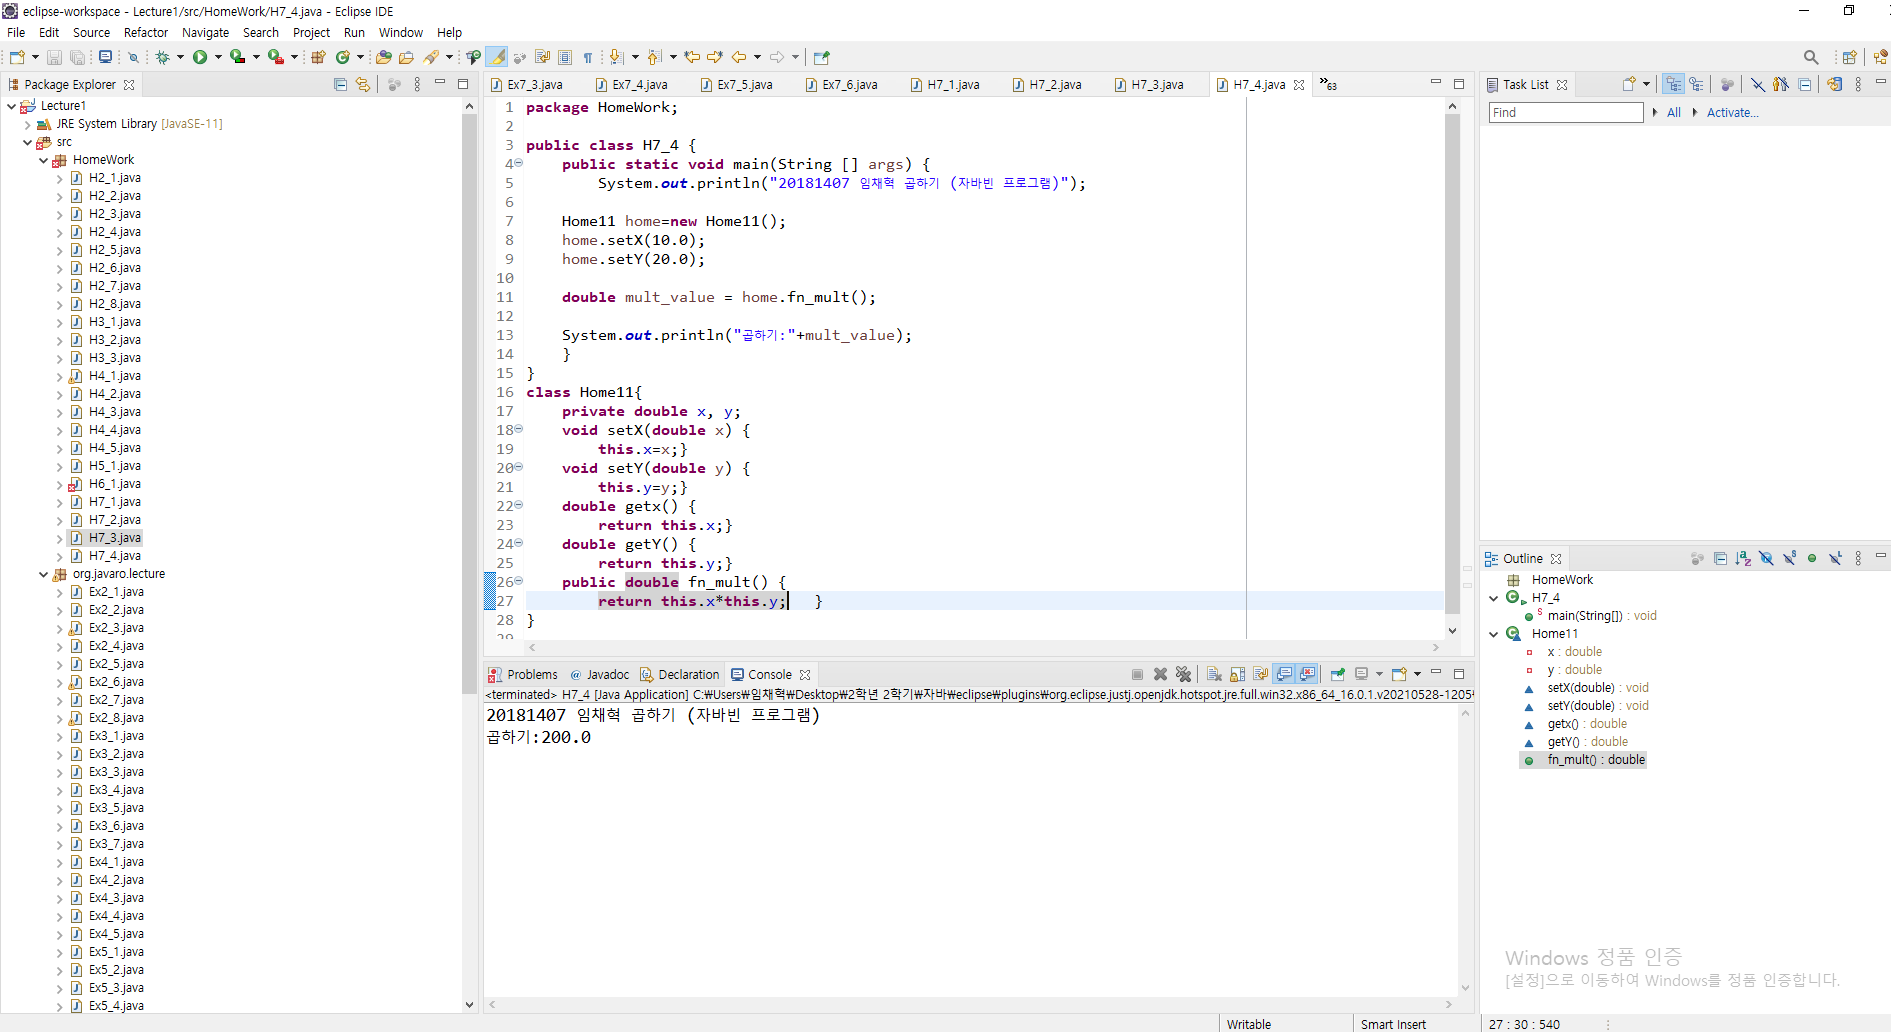 eclipse-workspace - Lecture1/src/HomeWork/H7_4.java - Eclipse IDE
File Edit Source Refactor Navigate Search Project Run Window Help
Package Explorer
Lecture1
JRE System Library [JavaSE-11]
src
HomeWork
H2_1.java
H2_2.java
H2_3.java
H2_4.java
H2_5.java
H2_6.java
H2_7.java
H2_8.java
H3_1.java
H3_2.java
H3_3.java
H4_1.java
H4_2.java
H4_3.java
H4_4.java
H4_5.java
H5_1.java
H6_1.java
H7_1.java
H7_2.java
H7_3.java
H7_4.java
org.javaro.lecture
Ex2_1.java
Ex2_2.java
Ex2_3.java
Ex2_4.java
Ex2_5.java
Ex2_6.java
Ex2_7.java
Ex2_8.java
Ex3_1.java
Ex3_2.java
Ex3_3.java
Ex3_4.java
Ex3_5.java
Ex3_6.java
Ex3_7.java
Ex4_1.java
Ex4_2.java
Ex4_3.java
Ex4_4.java
Ex4_5.java
Ex5_1.java
Ex5_2.java
Ex5_3.java
Ex5_4.java
Ex7_3.java Ex7_4.java Ex7_5.java Ex7_6.java H7_1.java H7_2.java H7_3.java H7_4.java »63
1 package HomeWork;
2
3 public class H7_4 {
4 public static void main(String [] args) {
5 System.out.println("20181407 임채혁 곱하기 (자바빈 프로그램)");
6
7 Home11 home=new Home11();
8 home.setX(10.0);
9 home.setY(20.0);
10
11 double mult_value = home.fn_mult();
12
13 System.out.println("곱하기:"+mult_value);
14 }
15 }
16 class Home11{
17 private double x, y;
18 void setX(double x) {
19 this.x=x;}
20 void setY(double y) {
21 this.y=y;}
22 double getx() {
23 return this.x;}
24 double getY() {
25 return this.y;}
26 public double fn_mult() {
27 return this.x*this.y; }
28 }
29
Problems @ Javadoc Declaration Console
<terminated> H7_4 [Java Application] C:₩Users₩임채혁₩Desktop₩2학년 2학기₩자바₩eclipse₩plugins₩org.eclipse.justj.openjdk.hotspot.jre.full.win32.x86_64_16.0.1.v20210528-1205₩
20181407 임채혁 곱하기 (자바빈 프로그램)
곱하기:200.0
Task List
Find All Activate...
Outline
HomeWork
H7_4
main(String[]) : void
Home11
x : double
y : double
setX(double) : void
setY(double) : void
getx() : double
getY() : double
fn_mult() : double
Windows 정품 인증
[설정]으로 이동하여 Windows를 정품 인증합니다.
Writable Smart Insert 27 : 30 : 540